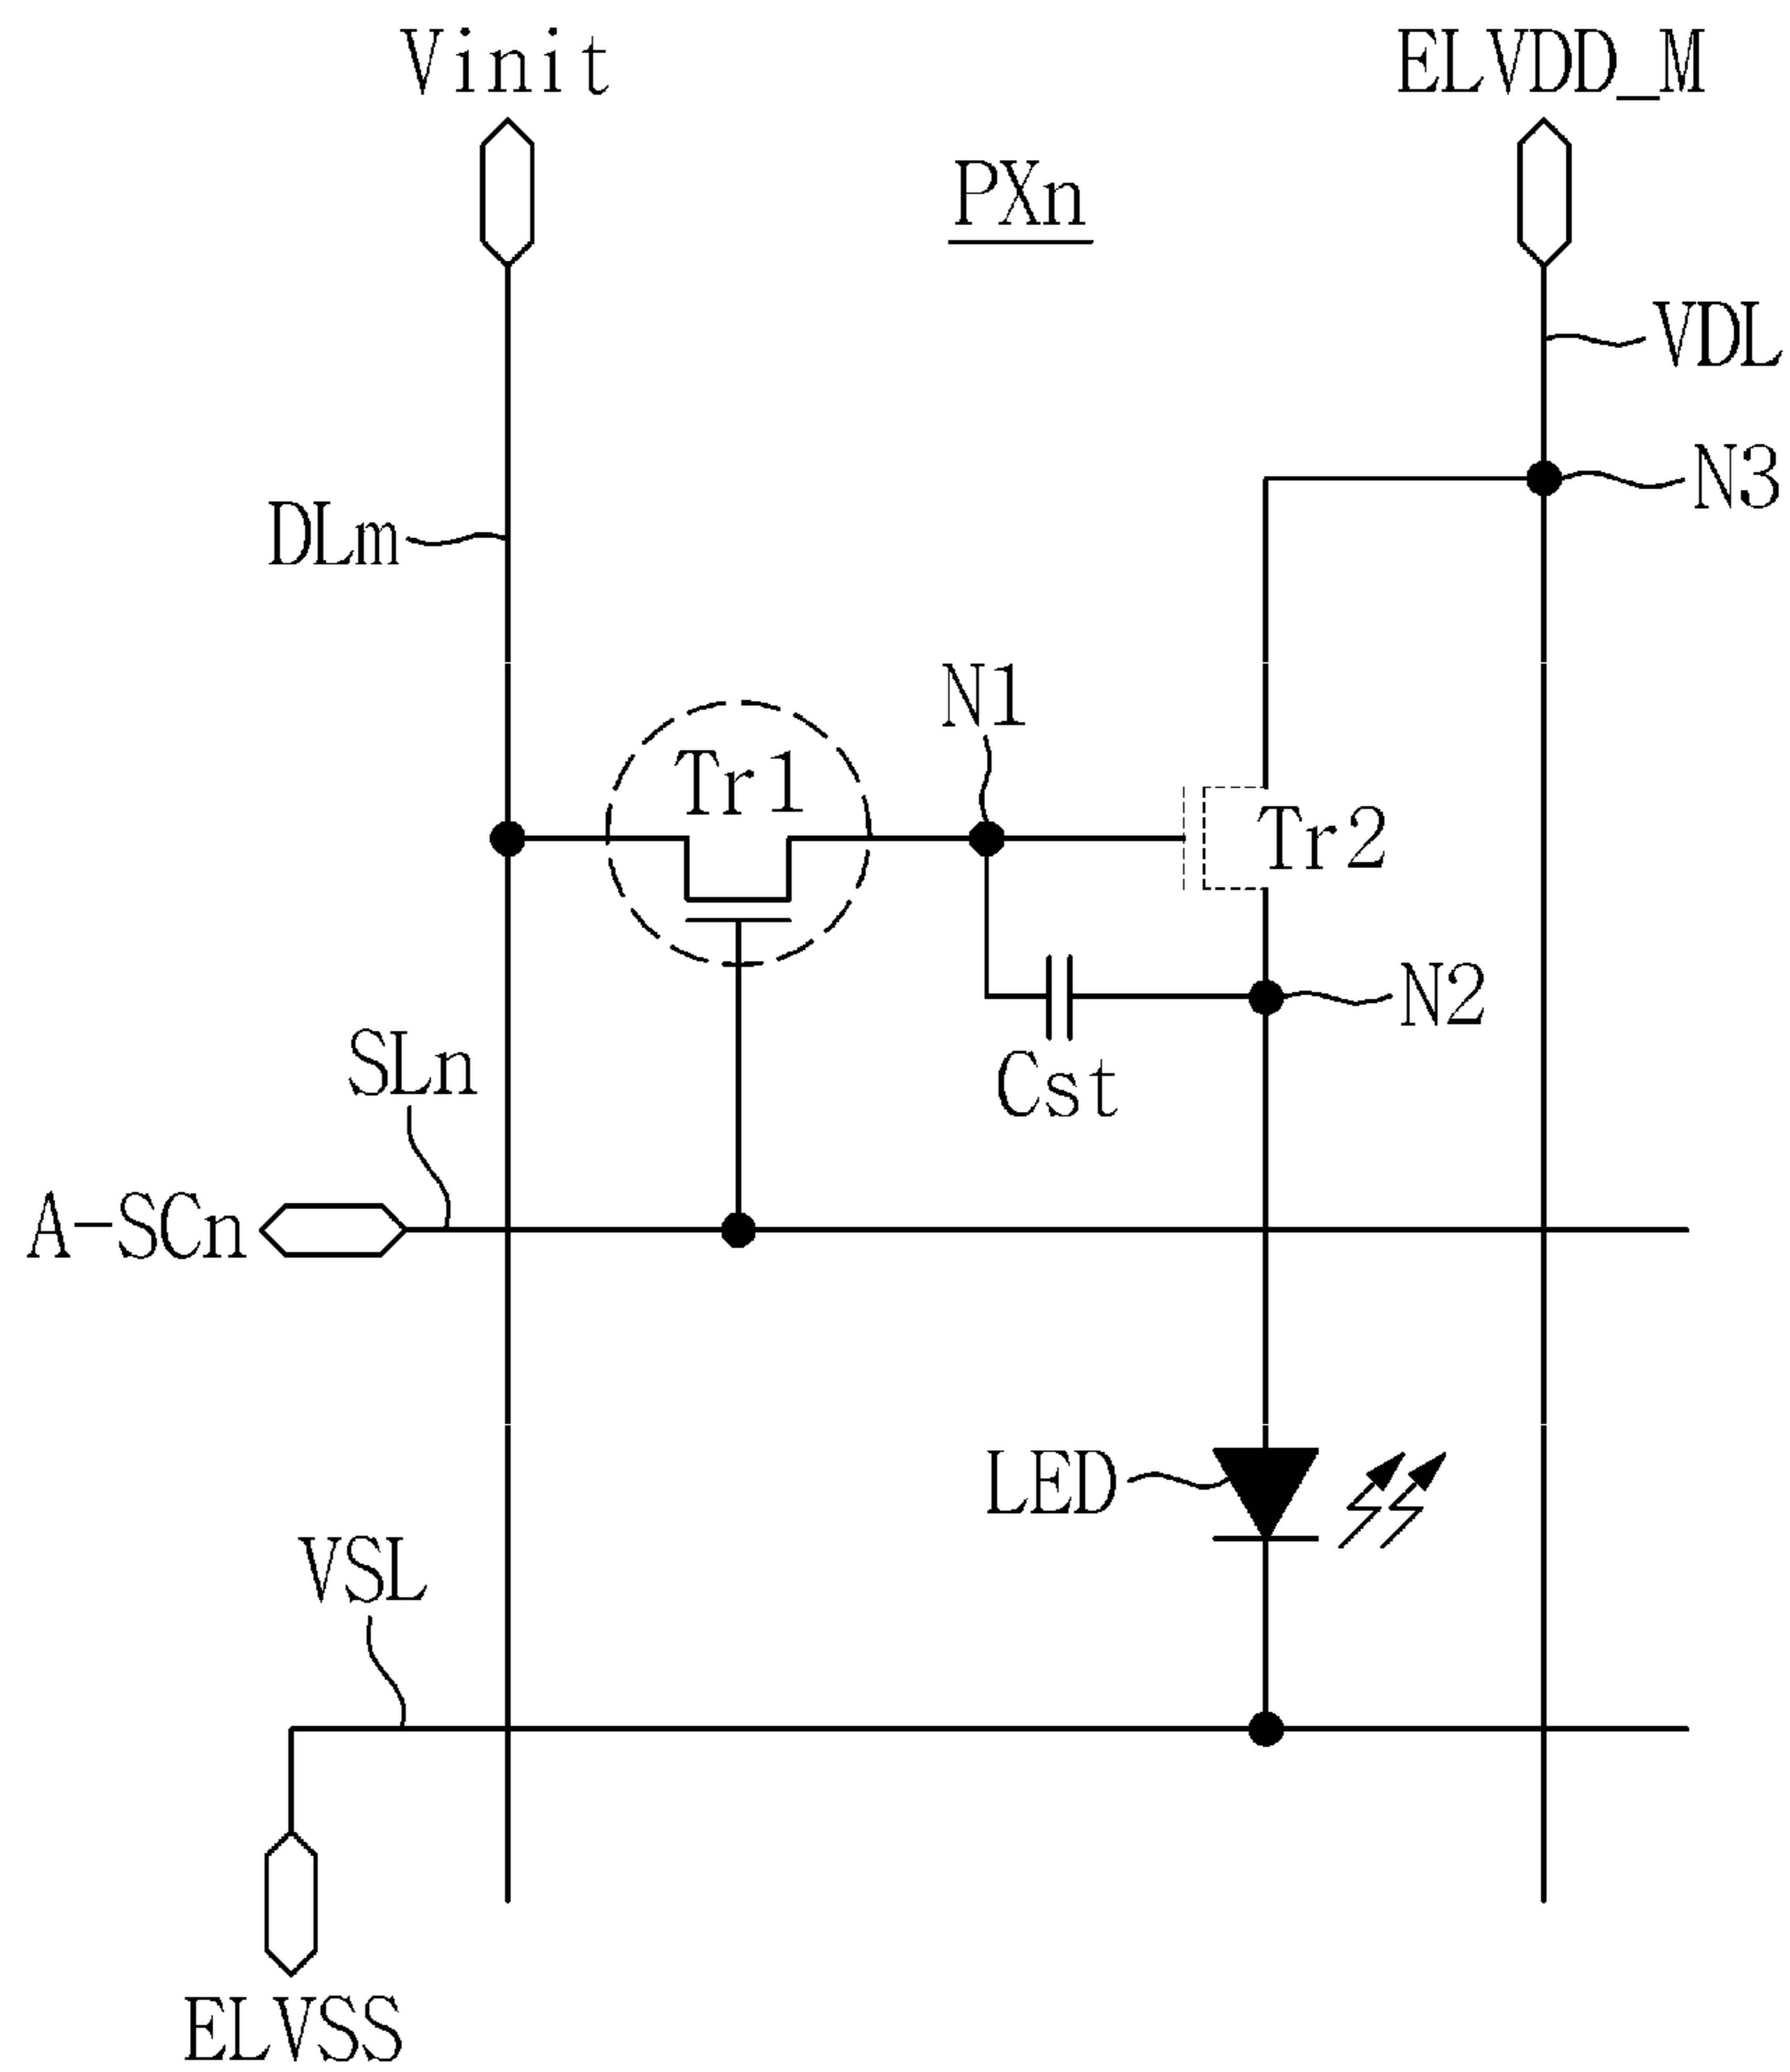 Vinit
ELVDD_M
PXn
VDL
N3
DLm
N1
Tr1
Tr2
N2
SLn
Cst
A-SCn
LED
VSL
ELVSS